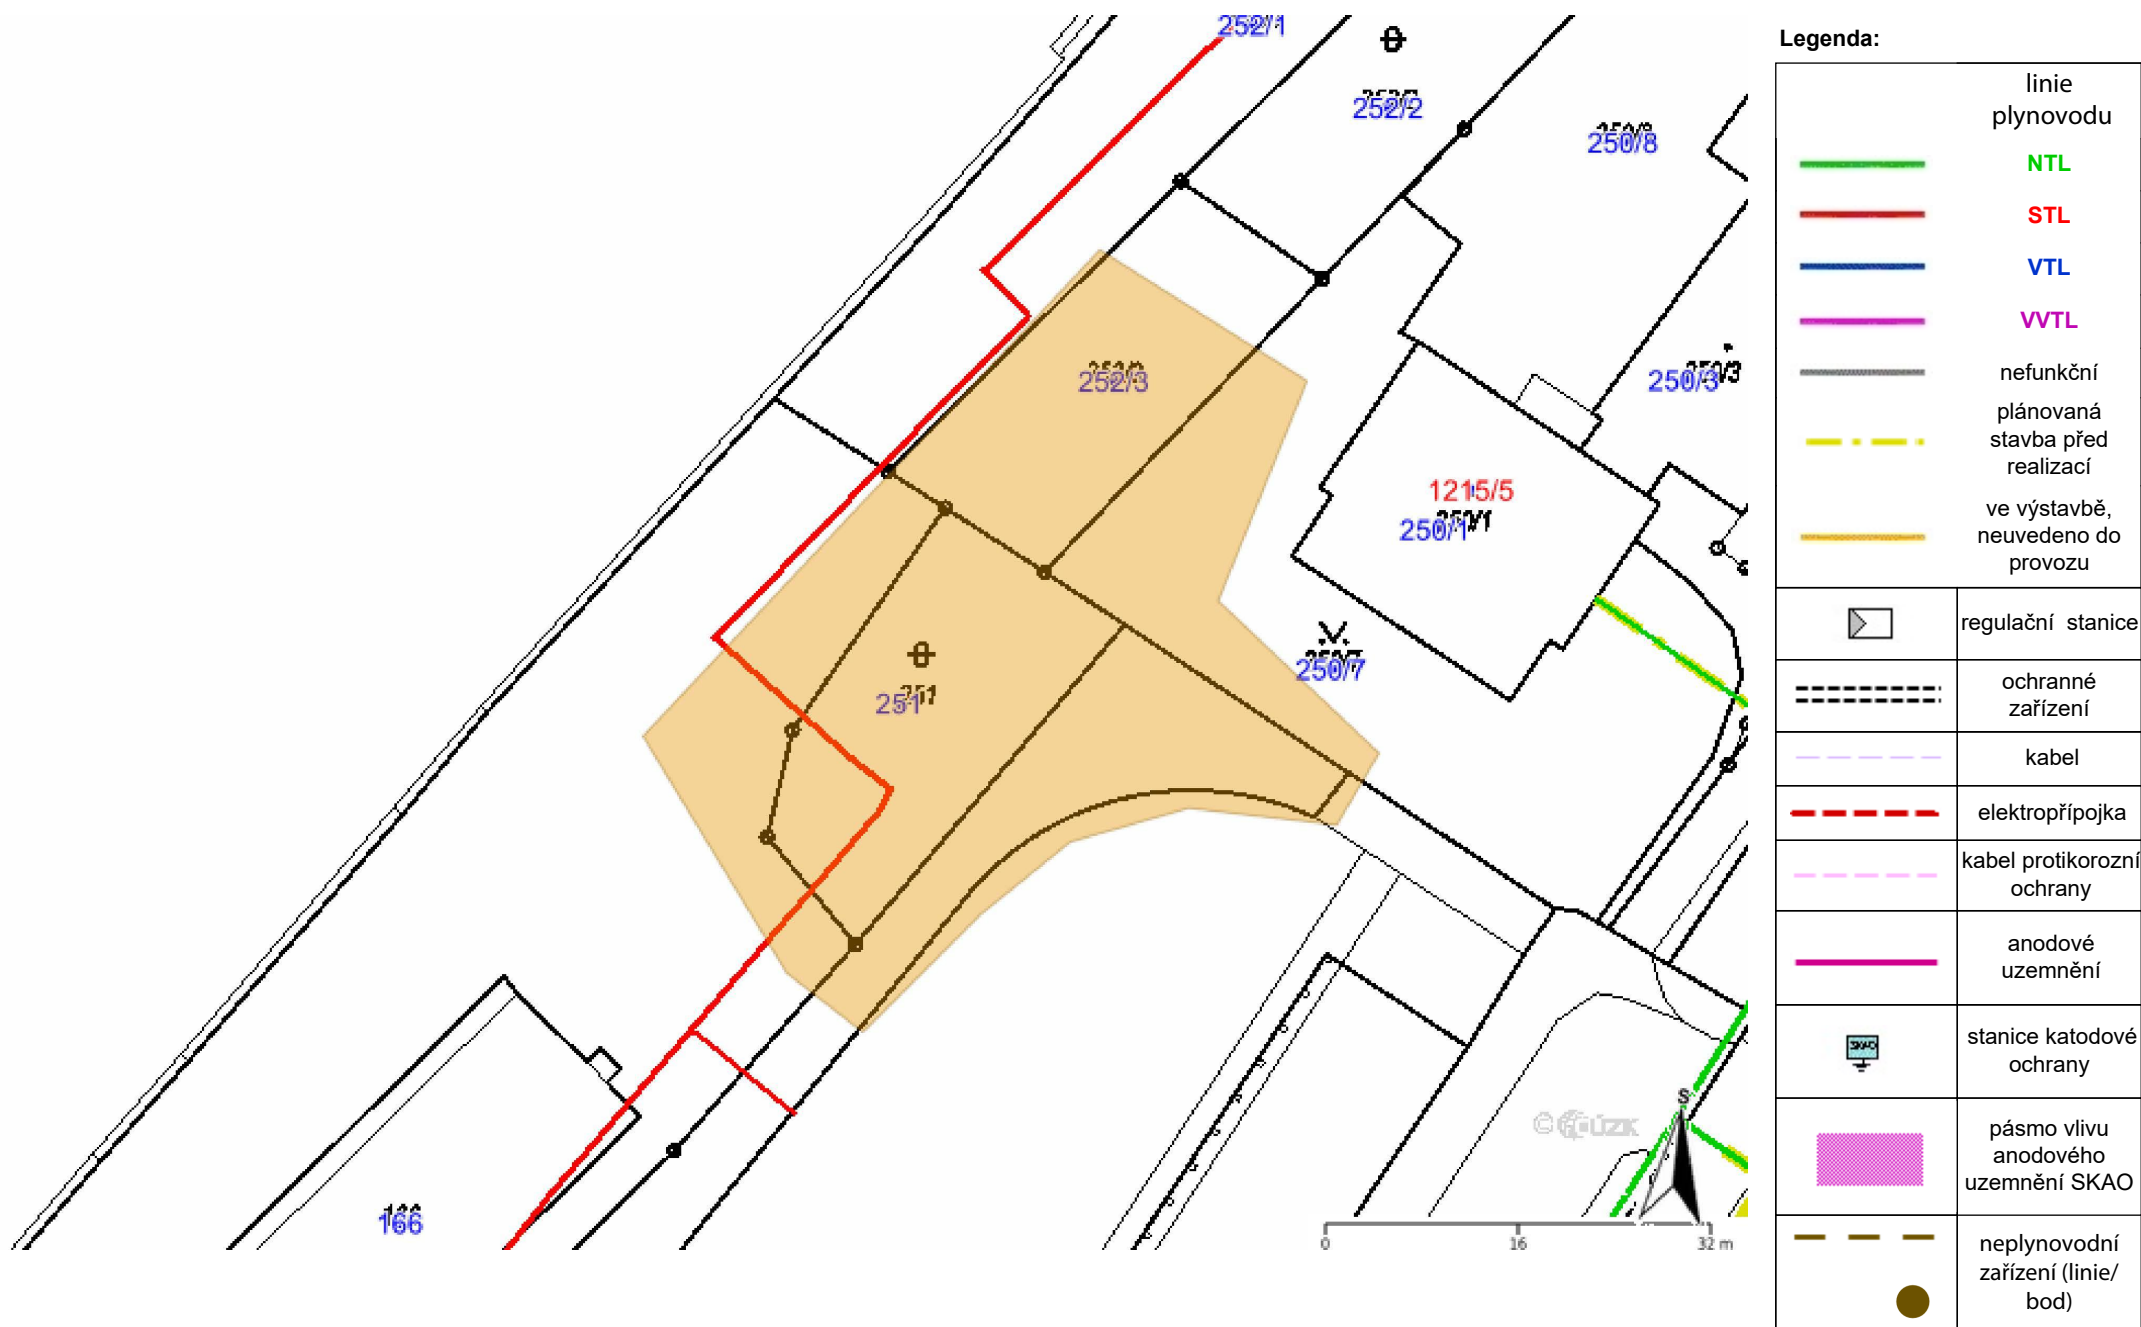 252/1
252/2
250/8
252/3
250/3
1215/5
250/1
250/7
251
166
S
0 16 32 m
Legenda:
linie
plynovodu
NTL
STL
VTL
VVTL
nefunkční
plánovaná
stavba před
realizací
ve výstavbě,
neuvedeno do
provozu
regulační stanice
ochranné
zařízení
kabel
elektropřípojka
kabel protikorozní
ochrany
anodové
uzemnění
SKAO
stanice katodové
ochrany
pásmo vlivu
anodového
uzemnění SKAO
neplynovodní
zařízení (linie/
bod)